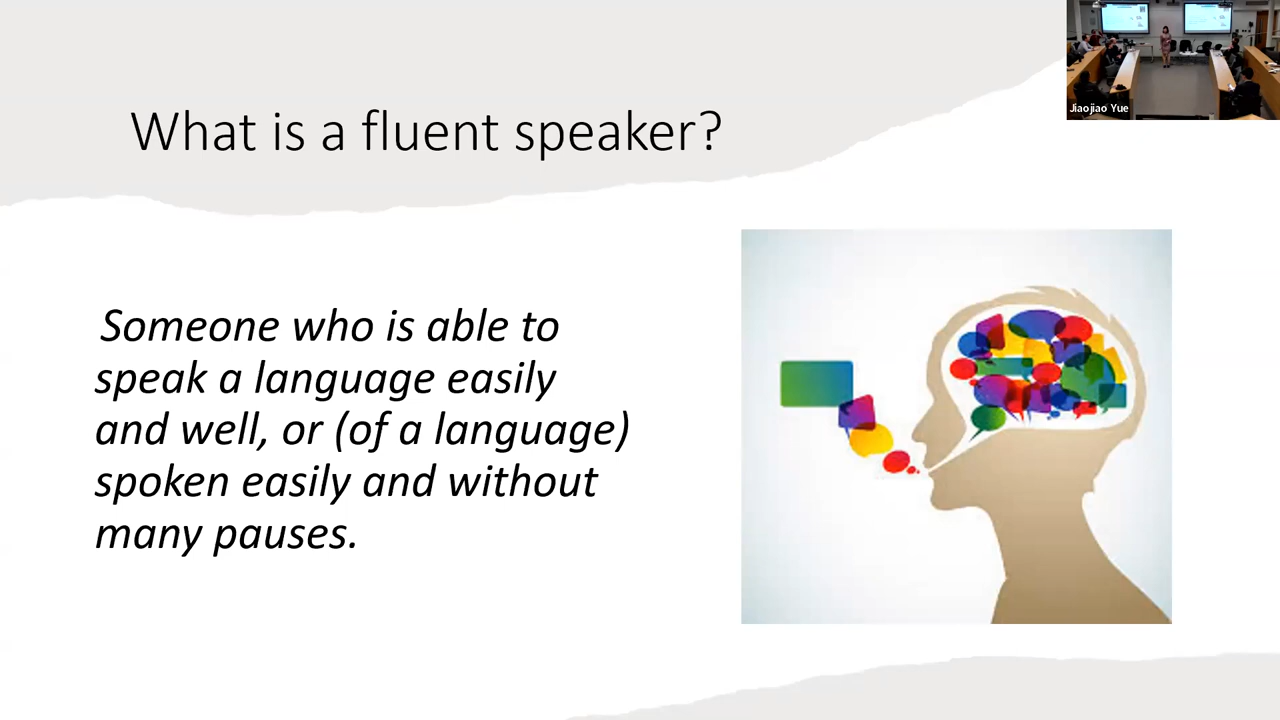 Jiaojiao Yue
What is a fluent speaker?
Someone who is able to
speak a language easily
and well, or (of a language)
spoken easily and without
many pauses.